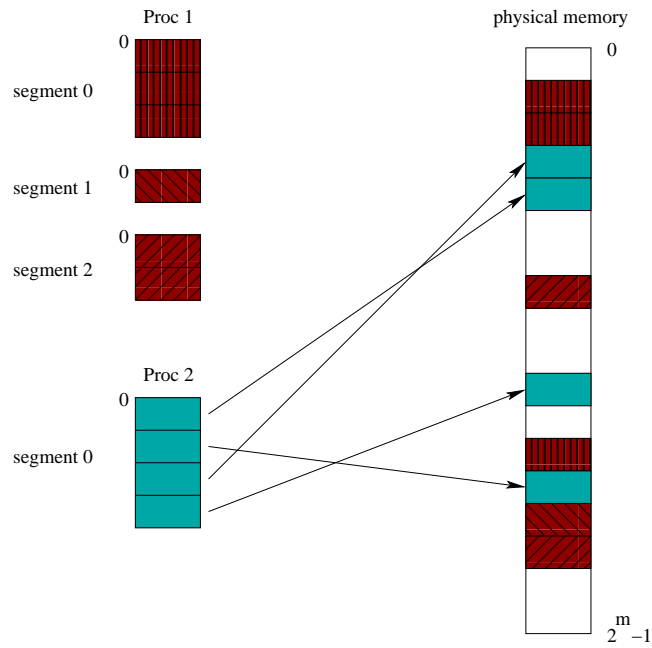 Proc 1
physical memory
0
0
segment 0
0
segment 1
0
segment 2
Proc 2
0
segment 0
m
2 −1